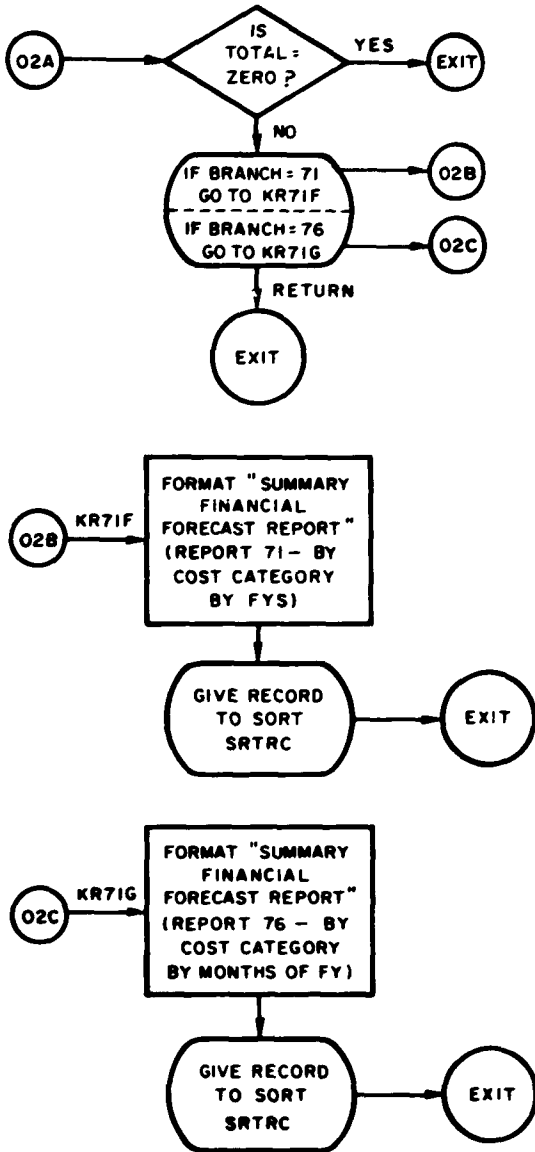 IS
TOTAL =
ZERO ?
YES
02A
EXIT
NO
IF BRANCH = 71
GO TO KR71F
02B
IF BRANCH = 76
GO TO KR71G
02C
RETURN
EXIT
02B
KR71F
FORMAT "SUMMARY
FINANCIAL
FORECAST REPORT"
(REPORT 71 - BY
COST CATEGORY
BY FYS)
GIVE RECORD
TO SORT
SRTRC
EXIT
02C
KR71G
FORMAT "SUMMARY
FINANCIAL
FORECAST REPORT"
(REPORT 76 - BY
COST CATEGORY
BY MONTHS OF FY)
GIVE RECORD
TO SORT
SRTRC
EXIT